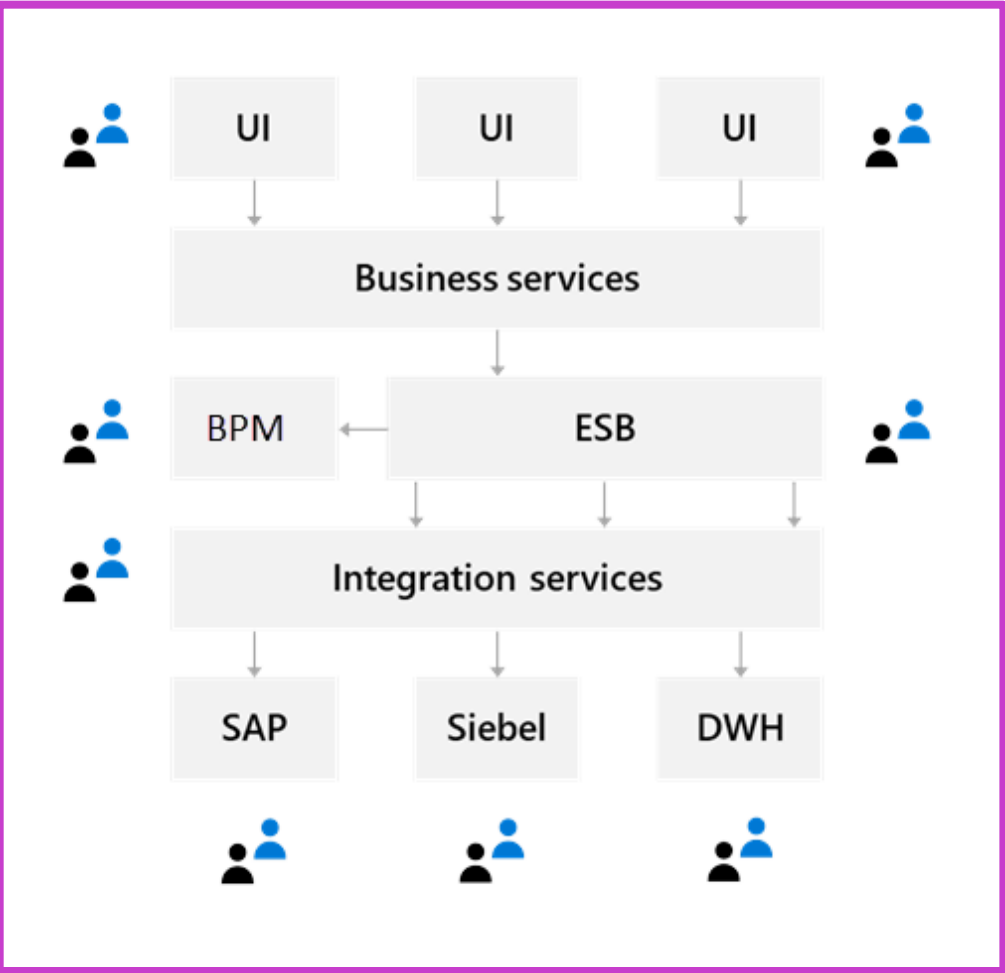 UI
UI
UI
Business services
BPM
ESB
Integration services
SAP
Siebel
DWH